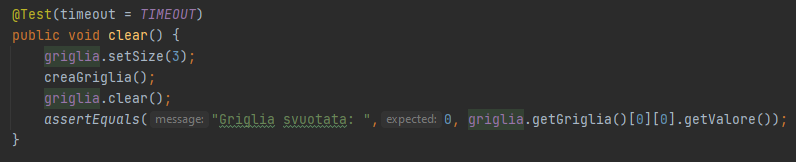 @Test(timeout = TIMEOUT)
public void clear() {
griglia.setSize(3);
creaGriglia();
griglia.clear();
assertEquals( message: "Griglia svuotata: ", expected: 0, griglia.getGriglia()[0][0].getValore());
}